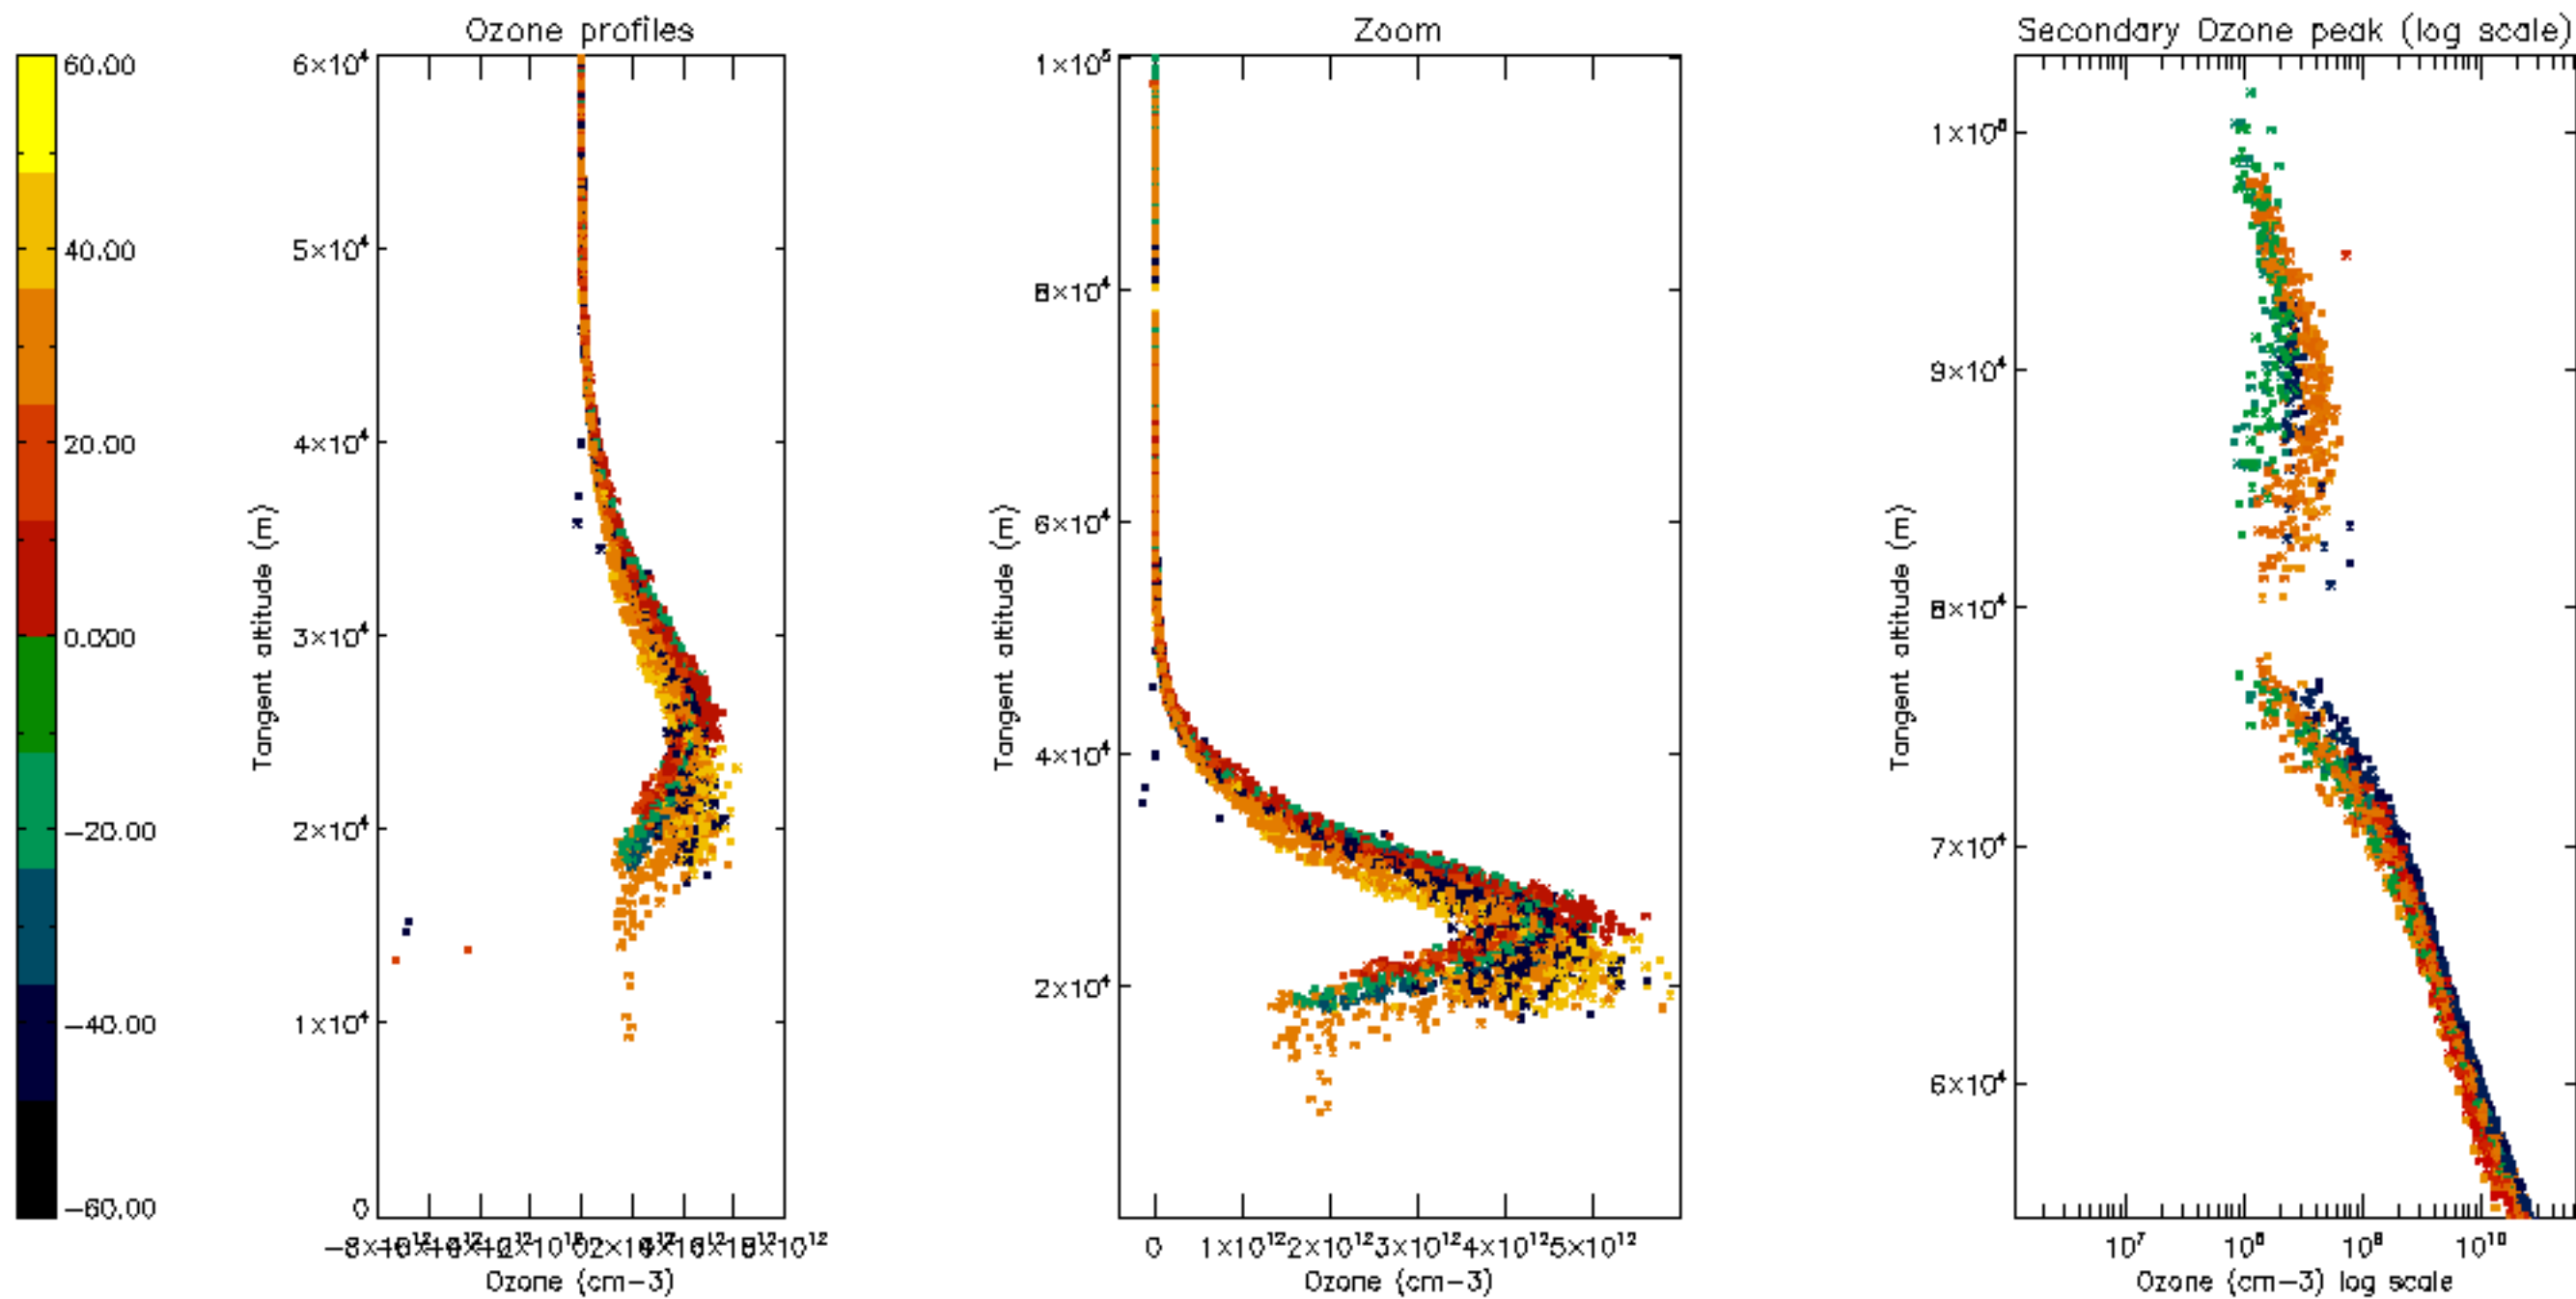 Ozone profiles
Zoom
Secondary Ozone peak (log scale)
60.00
40.00
20.00
0.000
−20.00
−40.00
−60.00
6×10⁴
5×10⁴
4×10⁴
3×10⁴
2×10⁴
1×10⁴
0
Tangent altitude (m)
Ozone (cm−3)
1×10⁵
8×10⁴
6×10⁴
4×10⁴
2×10⁴
Tangent altitude (m)
0 1×10¹² 2×10¹² 3×10¹² 4×10¹² 5×10¹²
Ozone (cm−3)
9×10⁴
8×10⁴
7×10⁴
6×10⁴
Tangent altitude (m)
10⁷ 10⁸ 10⁹ 10¹⁰
Ozone (cm−3) log scale